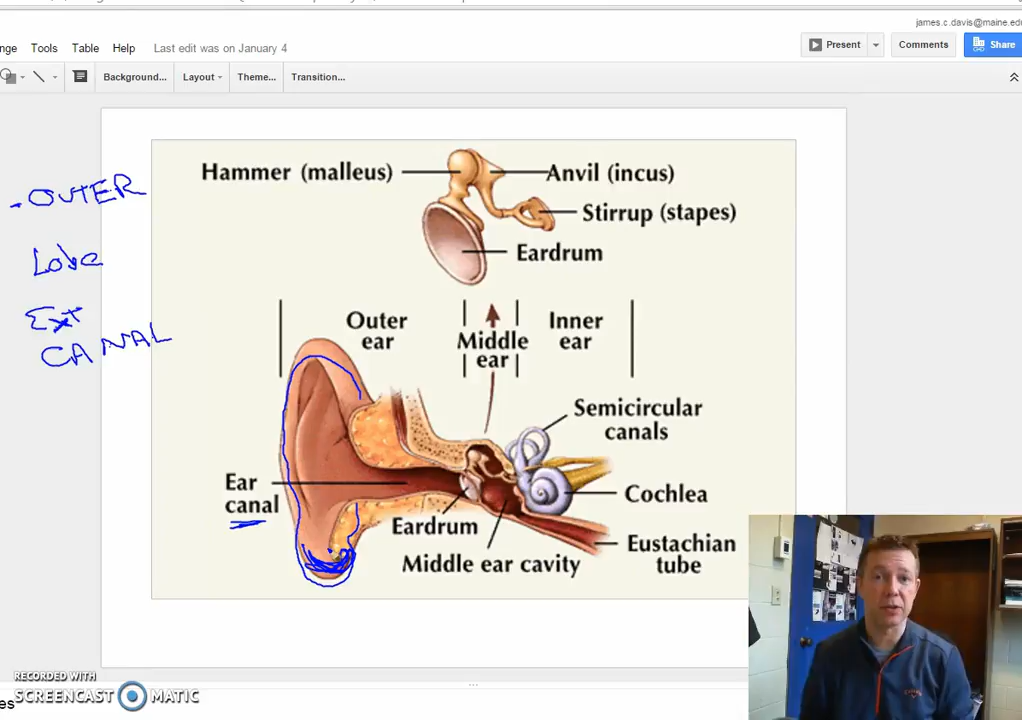 james.c.davis@maine.ed
nge Tools Table Help Last edit was on January 4
Present Comments Share
Background... Layout Theme... Transition...
Hammer (malleus)
Anvil (incus)
Stirrup (stapes)
Eardrum
OUTER
Lobe
Ext
CANAL
Outer
ear
Middle
ear
Inner
ear
Semicircular
canals
Ear
canal
Cochlea
Eardrum
Middle ear cavity
Eustachian
tube
RECORDED WITH
SCREENCAST MATIC
es